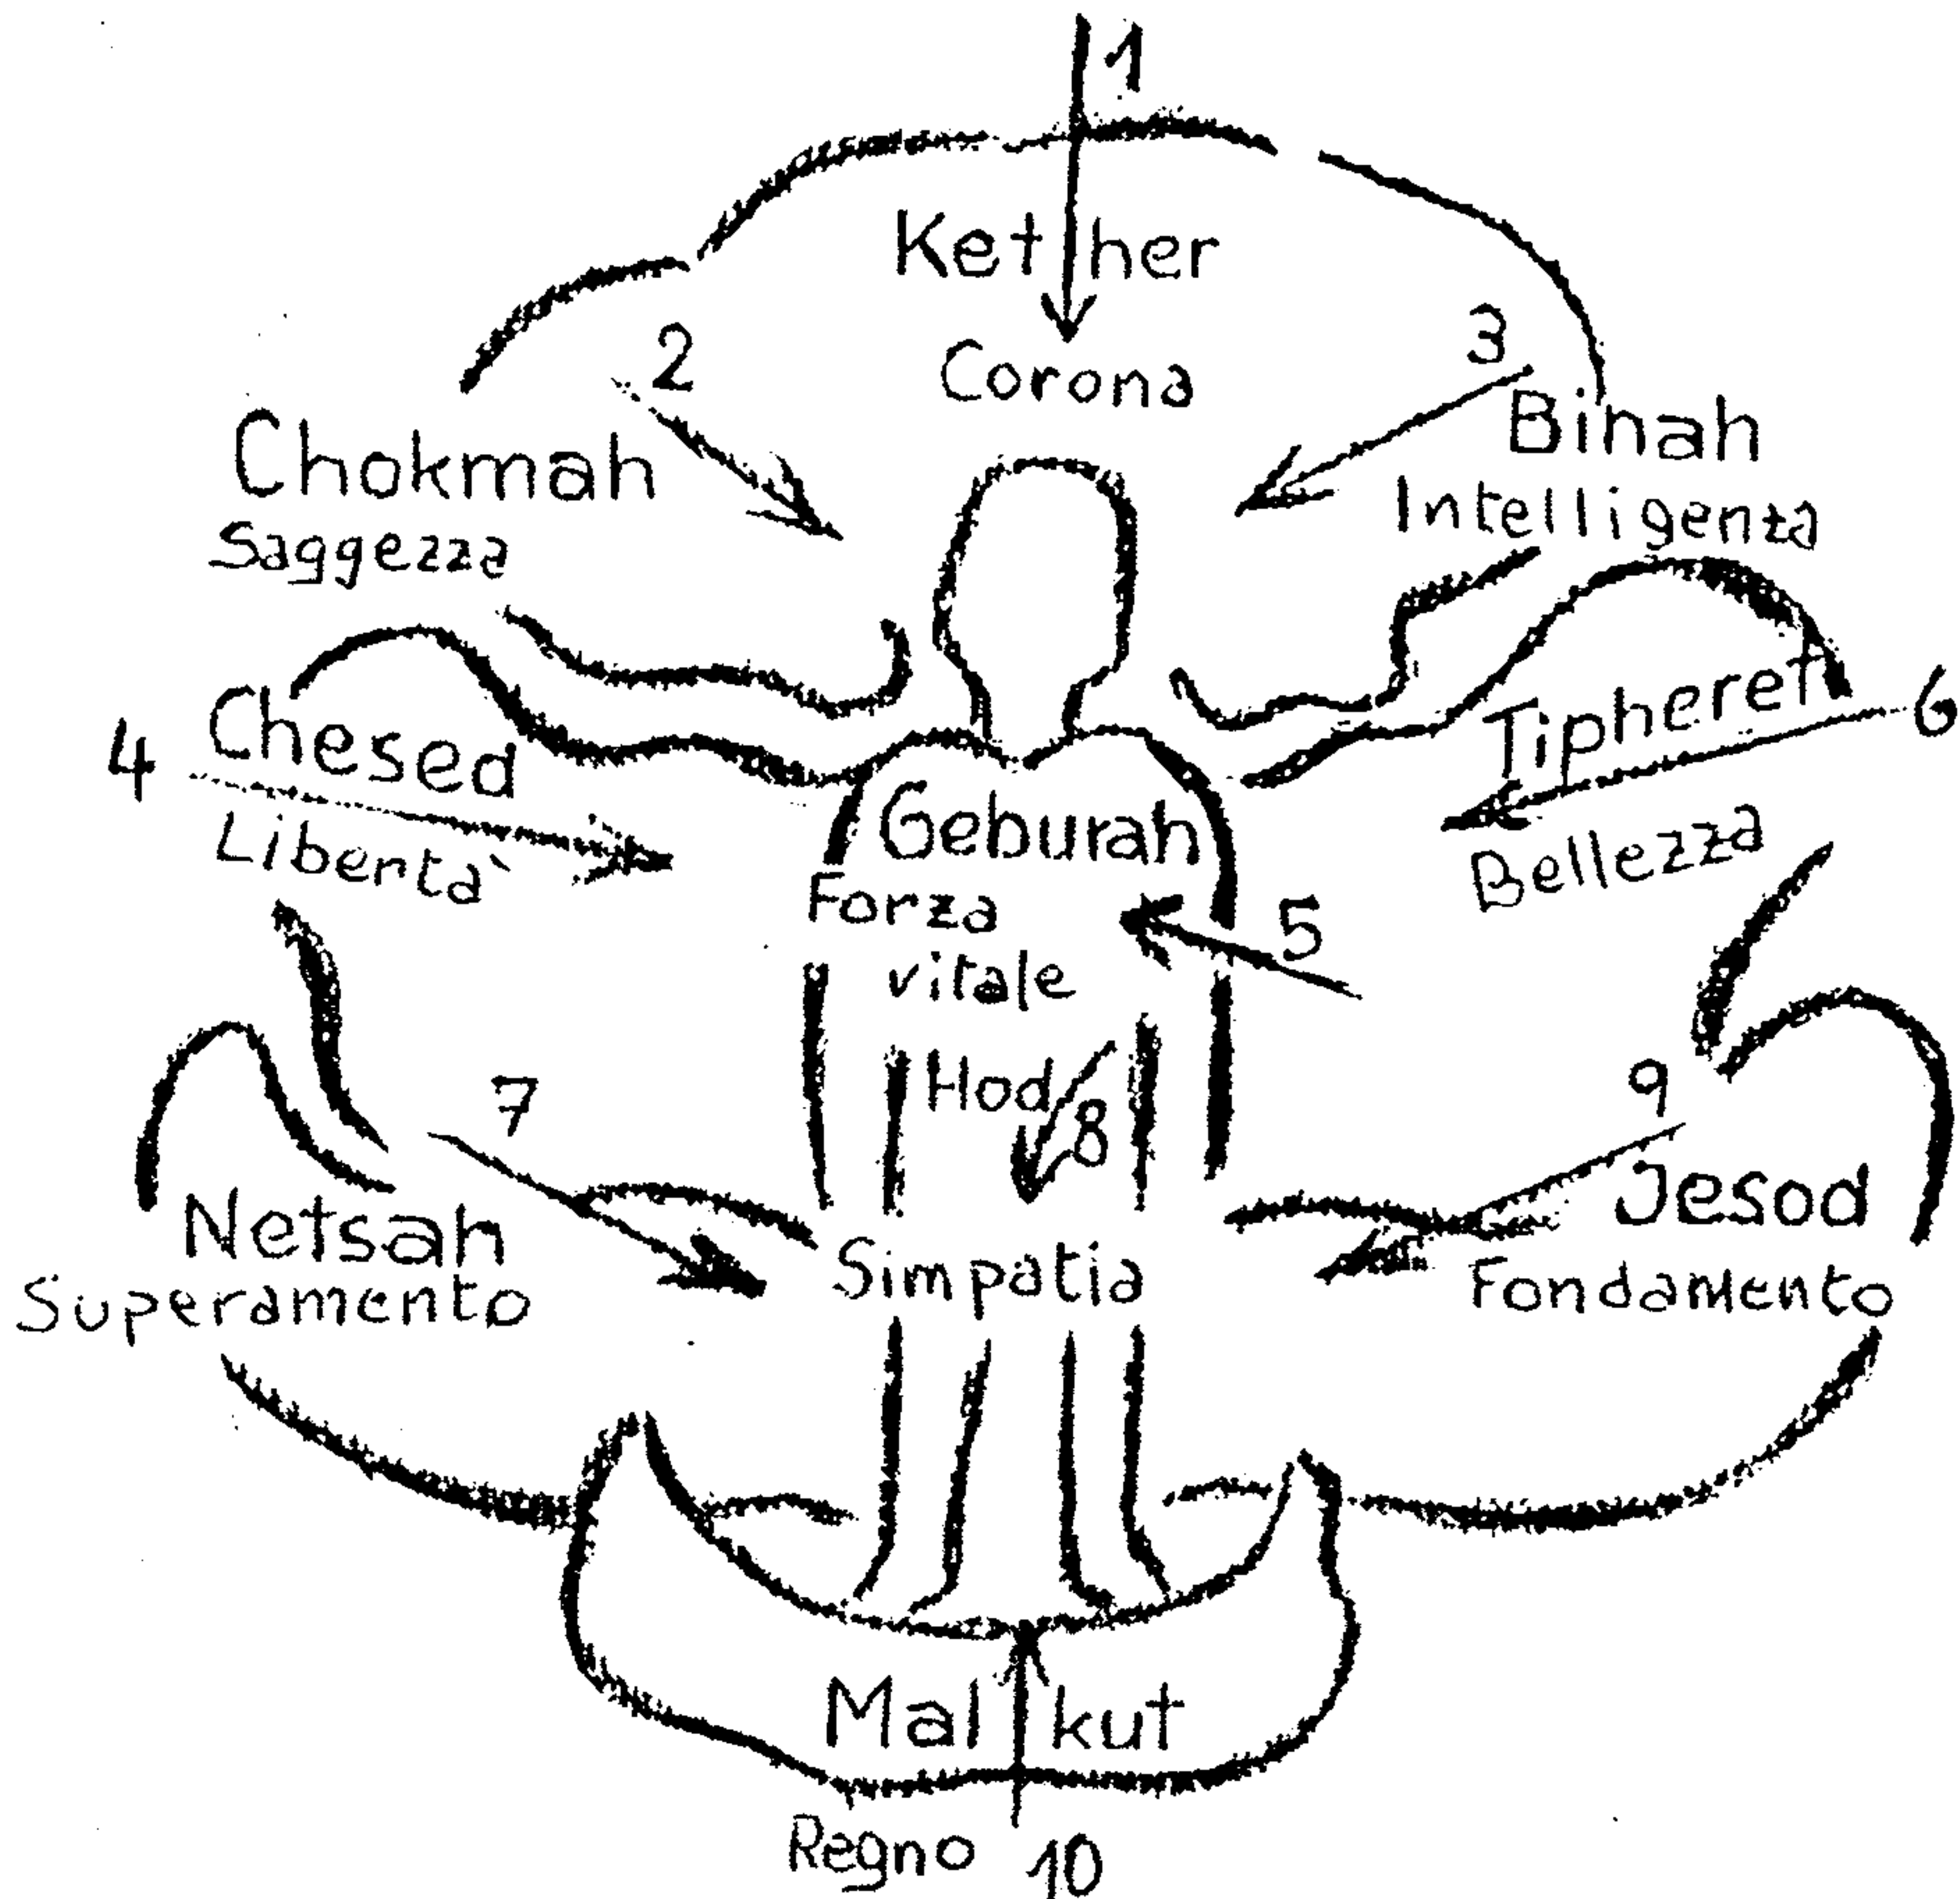 1
Kether
Corona
2
Chokmah
Saggezza
3
Binah
Intelligenza
4
Chesed
Libertà
Geburah
Forza
vitale
5
Tipheret
6
Bellezza
7
Netsah
Superamento
Hod
8
Simpatia
9
Jesod
Fondamento
Malkut
Regno
10